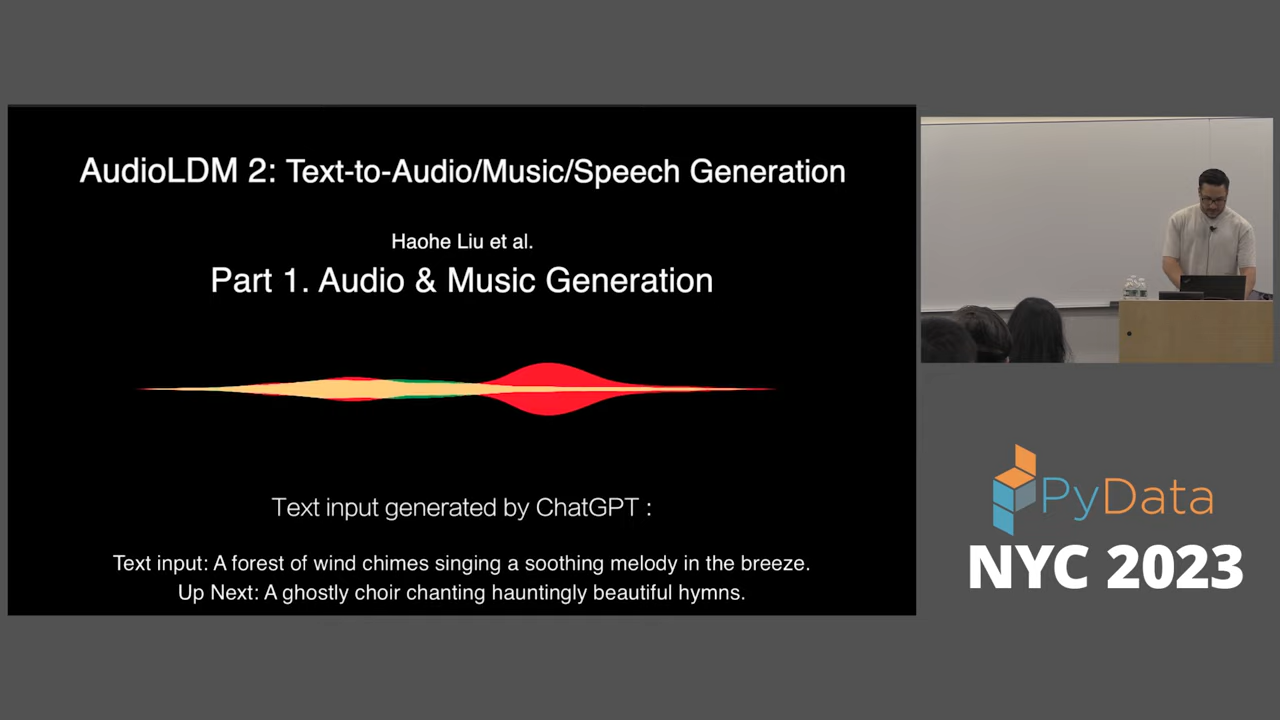 AudioLDM 2: Text-to-Audio/Music/Speech Generation
Haohe Liu et al.
Part 1. Audio & Music Generation
Text input generated by ChatGPT :
Text input: A forest of wind chimes singing a soothing melody in the breeze.
Up Next: A ghostly choir chanting hauntingly beautiful hymns.
PyData
NYC 2023